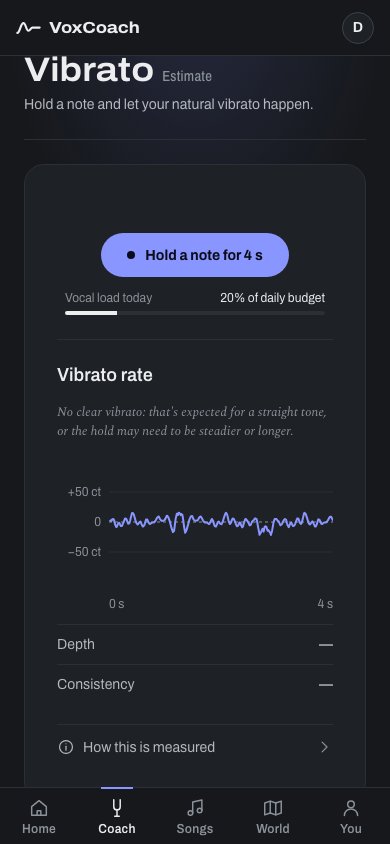 VoxCoach
D
Vibrato Estimate
Hold a note and let your natural vibrato happen.
Hold a note for 4 s
Vocal load today 20% of daily budget
Vibrato rate
No clear vibrato: that's expected for a straight tone,
or the hold may need to be steadier or longer.
+50 ct
0
−50 ct
0 s 4 s
Depth —
Consistency —
How this is measured
Home Coach Songs World You